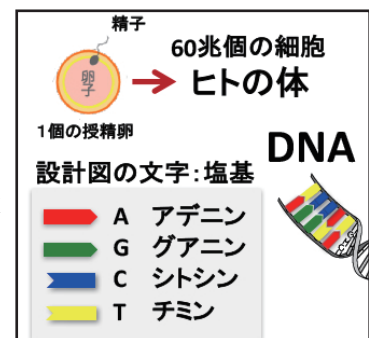 精子
卵子
60兆個の細胞
ヒトの体
1個の授精卵
DNA
設計図の文字：塩基
A アデニン
G グアニン
C シトシン
T チミン